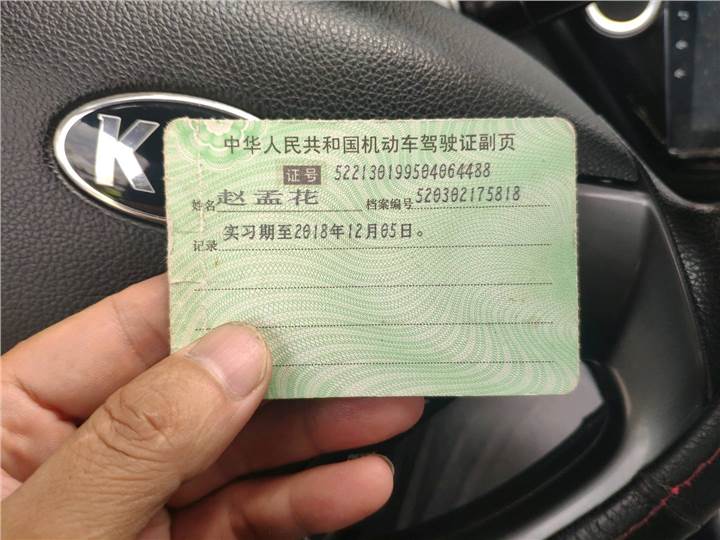 K
中华人民共和国机动车驾驶证副页
证号 522130199504064488
姓名 赵孟花 档案编号 520302175818
记录 实习期至2018年12月05日。